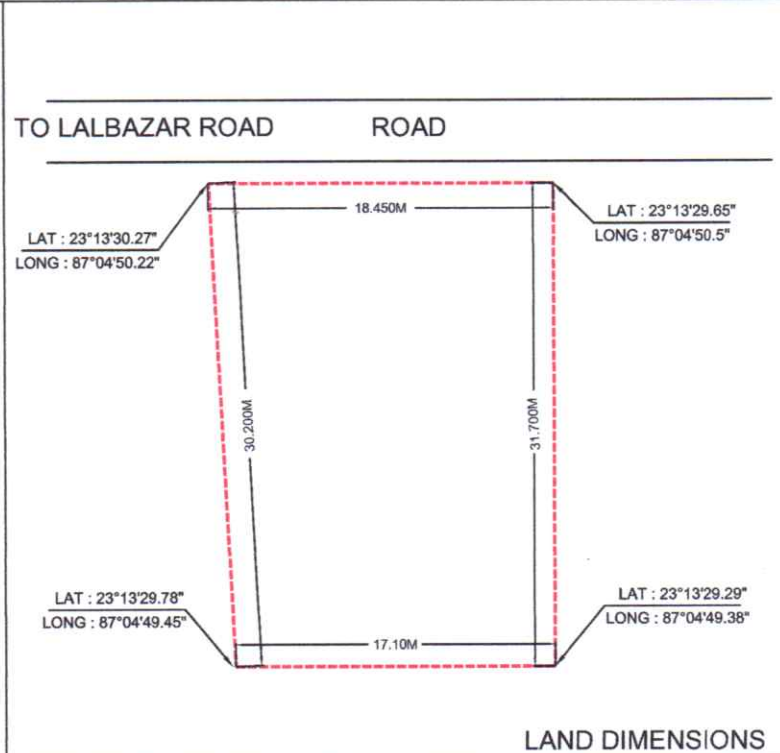 TO LALBAZAR ROAD ROAD
18.450M
LAT : 23°13'30.27"
LONG : 87°04'50.22"
LAT : 23°13'29.65"
LONG : 87°04'50.5"
30.200M
31.700M
LAT : 23°13'29.78"
LONG : 87°04'49.45"
LAT : 23°13'29.29"
LONG : 87°04'49.38"
17.10M
LAND DIMENSIONS